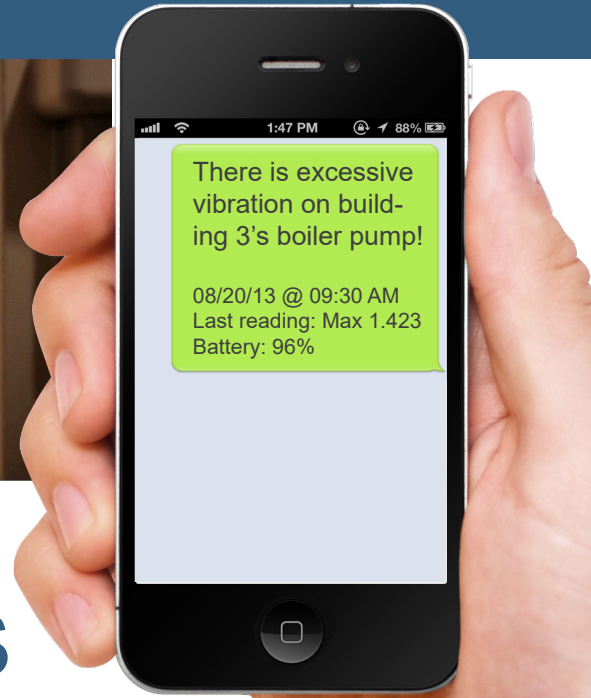 1:47 PM 88%
There is excessive
vibration on build-
ing 3's boiler pump!
08/20/13 @ 09:30 AM
Last reading: Max 1.423
Battery: 96%
s